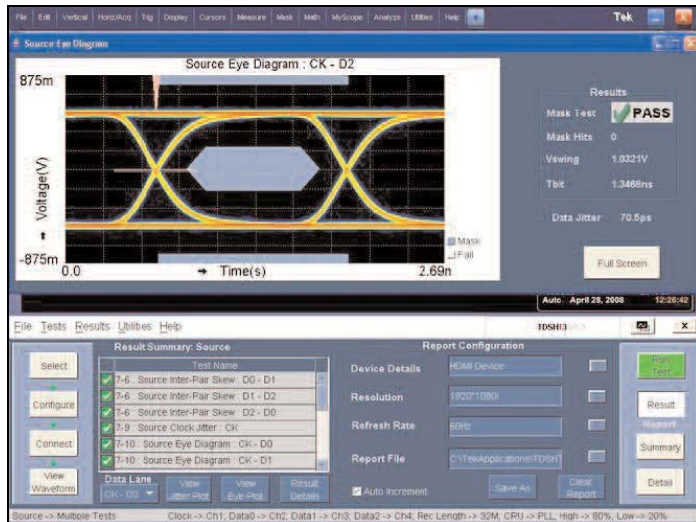 File Edit Vertical Horiz/Acq Trig Display Cursors Measure Mask Math MyScope Analyze Utilities Help Tek
Source Eye Diagram
Source Eye Diagram : CK - D2
875m
Voltage(V)
-875m
0.0
Time(s)
2.69n
Mask
Fail
Results
Mask Test PASS
Mask Hits 0
Vswing 1.0321V
Tbit 1.3468ns
Data Jitter 70.5ps
Full Screen
Auto April 28, 2008 12:26:42
File Tests Results Utilities Help TDSHT3
Result Summary: Source
Test Name
7-6 : Source Inter-Pair Skew : D0 - D1
7-6 : Source Inter-Pair Skew : D1 - D2
7-6 : Source Inter-Pair Skew : D2 - D0
7-9 : Source Clock Jitter : CK
7-10 : Source Eye Diagram : CK - D0
7-10 : Source Eye Diagram : CK - D1
Select
Configure
Connect
View
Waveform
Data Lane
CK - D2
View
Jitter Plot
View
Eye Plot
Result
Details
Report Configuration
Device Details HDMI Device
Resolution 1920*1080i
Refresh Rate 60Hz
Report File C:\TekApplications\TDSHT
Auto Increment
Save As
Clear
Report
Run
Test
Result
Report
Summary
Detail
Source -> Multiple Tests Clock -> Ch1, Data0 -> Ch2, Data1 -> Ch3, Data2 -> Ch4, Rec Length -> 32M, CRU -> PLL, High -> 80%, Low -> 20%